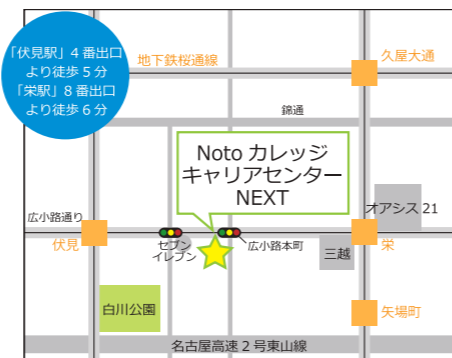 「伏見駅」4番出口
より徒歩5分
「栄駅」8番出口
より徒歩6分
地下鉄桜通線
久屋大通
錦通
Noto カレッジ
キャリアセンター
NEXT
オアシス21
広小路通り
伏見
セブン
イレブン
広小路本町
三越
栄
白川公園
矢場町
名古屋高速2号東山線